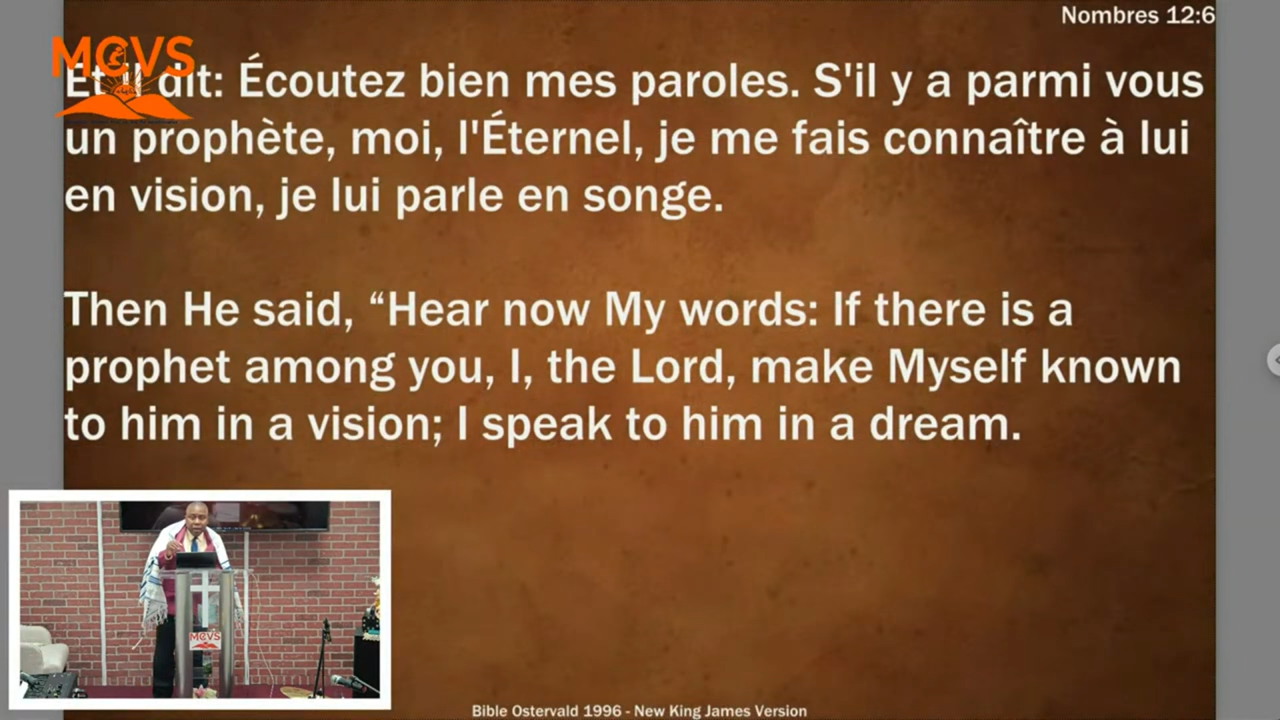 Nombres 12:6
MCVS
Et il dit: Écoutez bien mes paroles. S'il y a parmi vous
un prophète, moi, l'Éternel, je me fais connaître à lui
en vision, je lui parle en songe.
Then He said, “Hear now My words: If there is a
prophet among you, I, the Lord, make Myself known
to him in a vision; I speak to him in a dream.
MCVS
Bible Ostervald 1996 - New King James Version